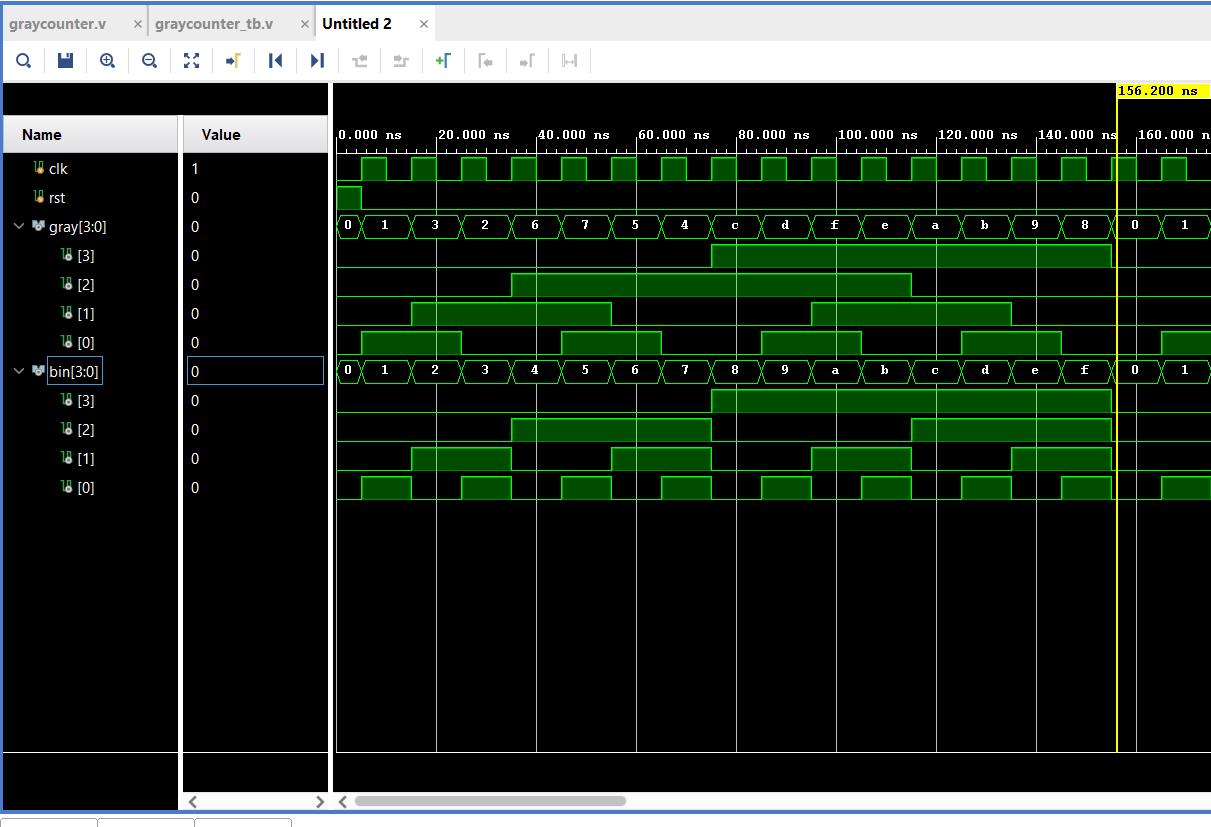 graycounter.v × graycounter_tb.v × Untitled 2 ×
156.200 ns
Name Value 0.000 ns 20.000 ns 40.000 ns 60.000 ns 80.000 ns 100.000 ns 120.000 ns 140.000 ns 160.000 n
clk 1
rst 0
gray[3:0] 0 0 1 3 2 6 7 5 4 c d f e a b 9 8 0 1
[3] 0
[2] 0
[1] 0
[0] 0
bin[3:0] 0 0 1 2 3 4 5 6 7 8 9 a b c d e f 0 1
[3] 0
[2] 0
[1] 0
[0] 0